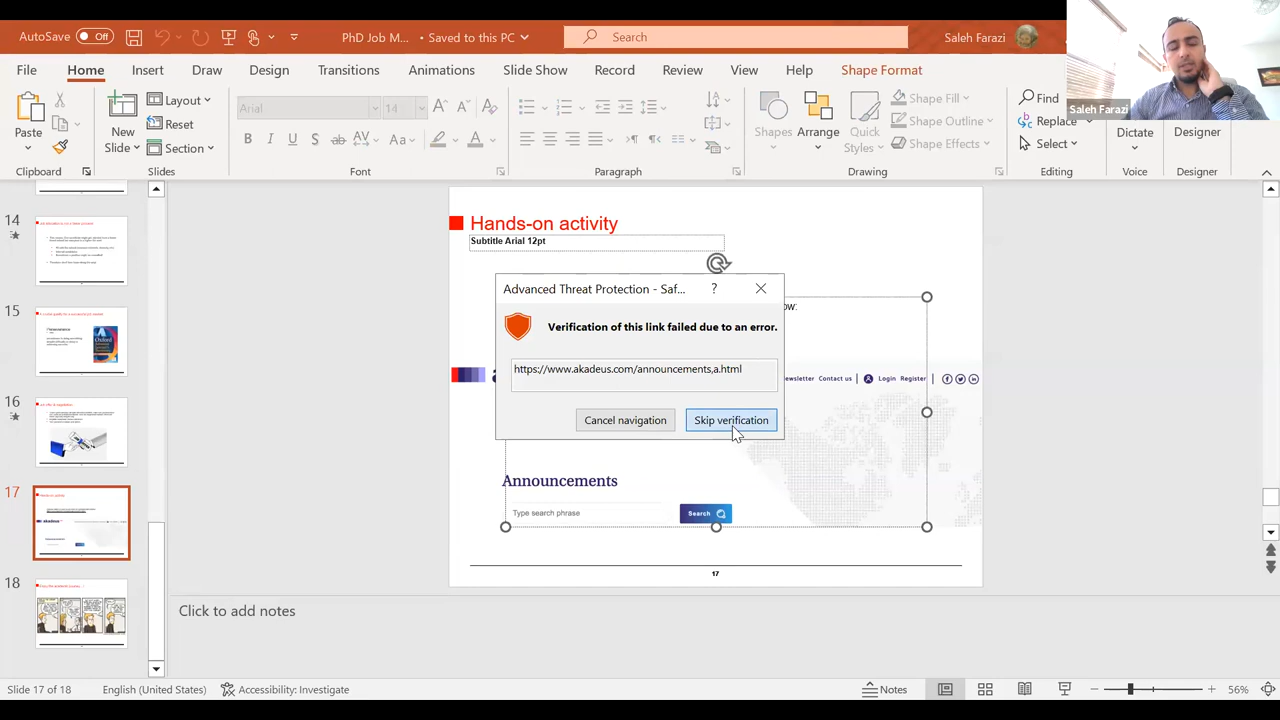 AutoSave Off
PhD Job M... • Saved to this PC
Search
Saleh Farazi
File Home Insert Draw Design Transitions Animations Slide Show Record Review View Help Shape Format
Saleh Farazi
Paste
New Slide
Layout
Reset
Section
Arial 14
B I U S ab AV Aa A
Shapes
Arrange
Quick Styles
Shape Fill
Shape Outline
Shape Effects
Find
Replace
Select
Dictate
Designer
Clipboard Slides Font Paragraph Drawing Editing Voice Designer
14
15
16
17
18
Hands-on activity
Subtitle Arial 12pt
ow:
Advanced Threat Protection - Saf... ?
Verification of this link failed due to an error.
https://www.akadeus.com/announcements,a.html
Cancel navigation Skip verification
ewsletter Contact us Login Register
Announcements
Type search phrase Search
17
Click to add notes
Slide 17 of 18 English (United States) Accessibility: Investigate Notes 56%